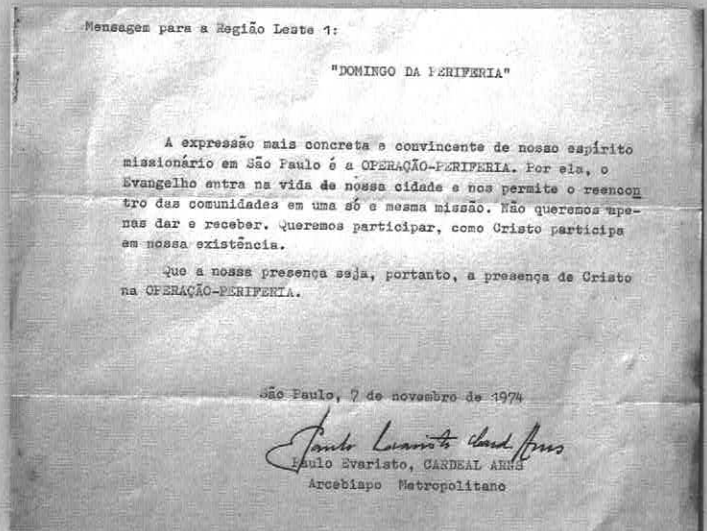 Mensagem para a Região Leste 1:
"DOMINGO DA PERIFERIA"
A expressão mais concreta e convincente de nosso espírito
missionário em São Paulo é a OPERAÇÃO-PERIFERIA. Por ela, o
Evangelho entra na vida de nossa cidade e nos permite o reencon
tro das comunidades em uma só e mesma missão. Não queremos ape-
nas dar e receber. Queremos participar, como Cristo participa
em nossa existência.
Que a nossa presença seja, portanto, a presença de Cristo
na OPERAÇÃO-PERIFERIA.
São Paulo, 7 de novembro de 1974
Paulo Evaristo Card Arns
Paulo Evaristo, CARDEAL ARNS
Arcebispo Metropolitano